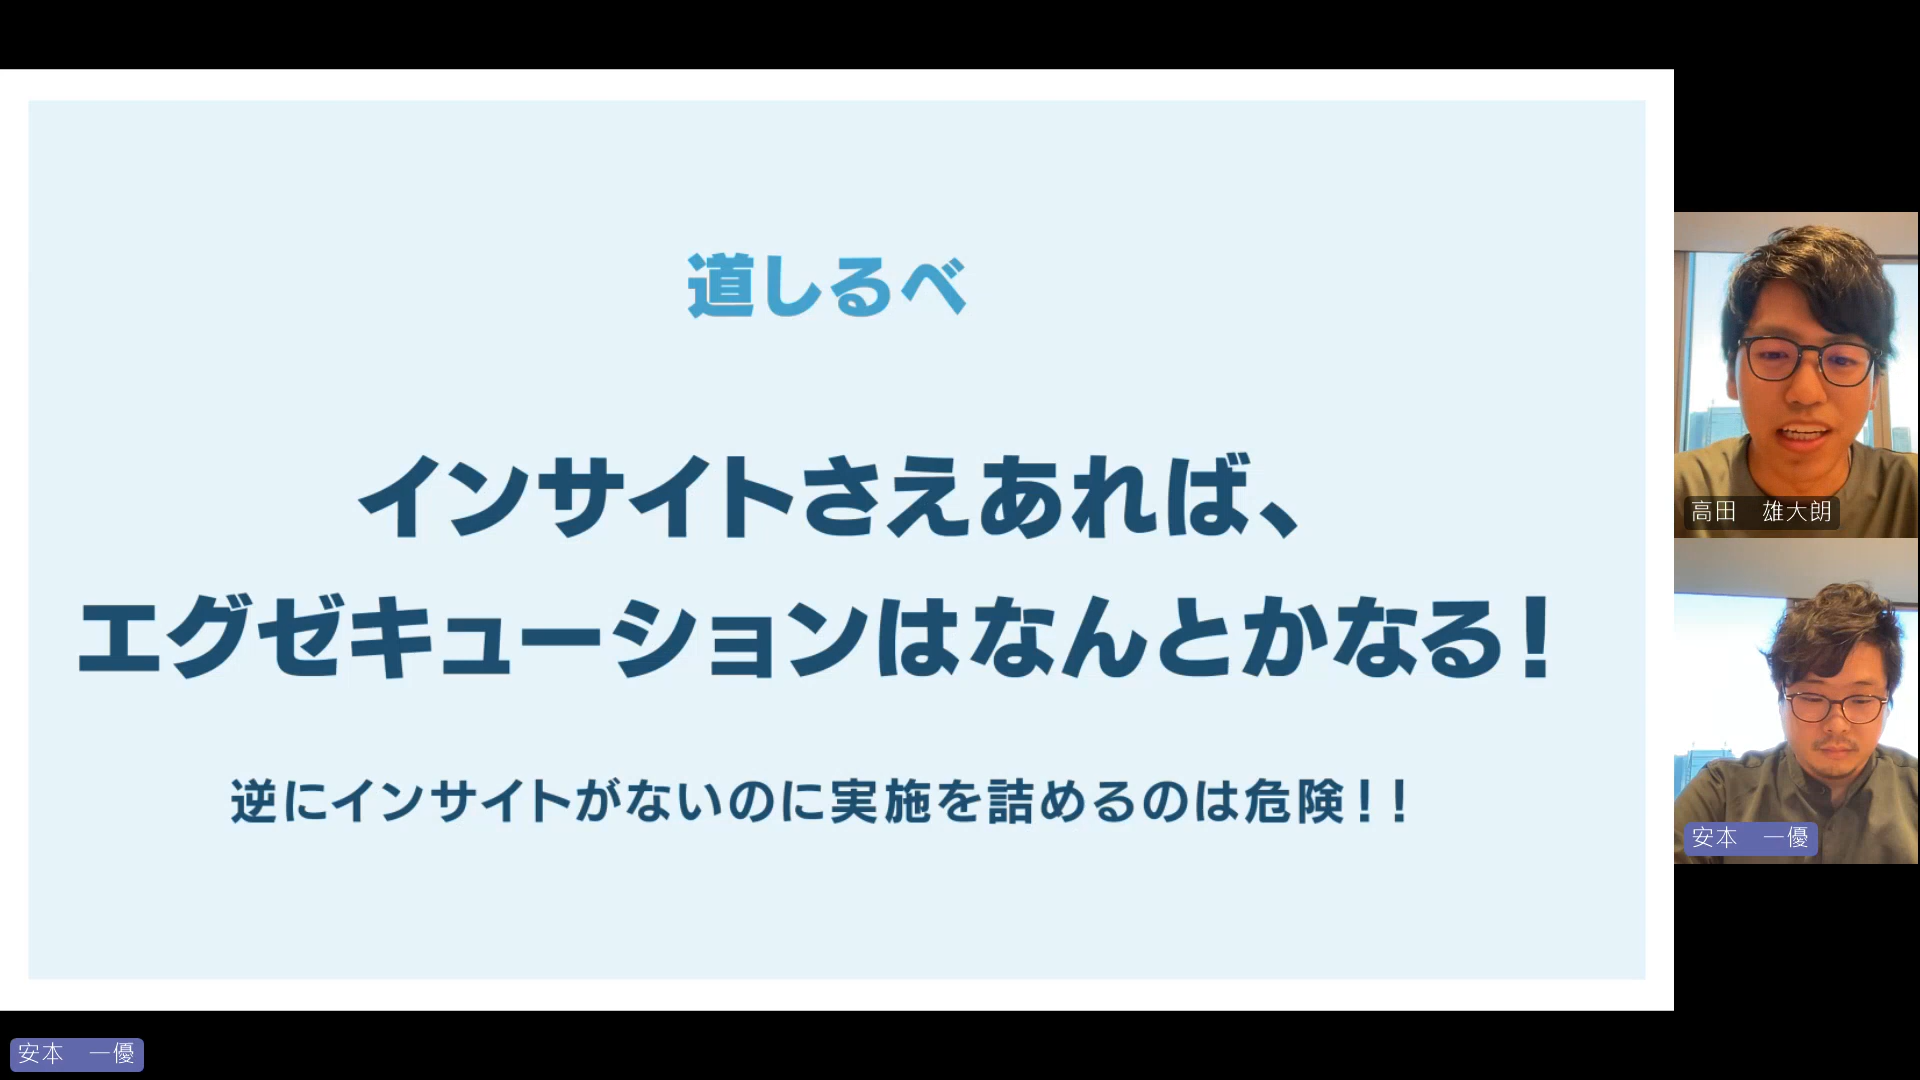 道しるべ
インサイトさえあれば、
エグゼキューションはなんとかなる！
逆にインサイトがないのに実施を詰めるのは危険！！
高田　雄大朗
安本　一優
安本　一優